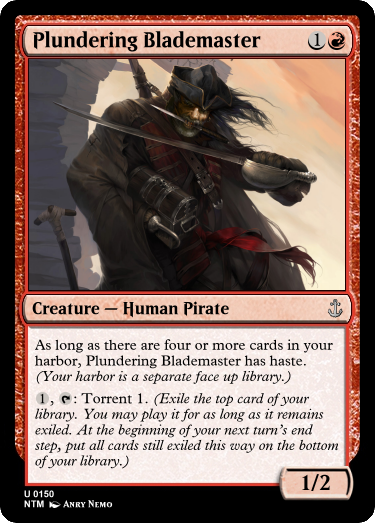 Plundering Blademaster 1
Creature — Human Pirate
As long as there are four or more cards in your
harbor, Plundering Blademaster has haste.
(Your harbor is a separate face up library.)
1, : Torrent 1. (Exile the top card of your
library. You may play it for as long as it remains
exiled. At the beginning of your next turn's end
step, put all cards still exiled this way on the bottom
of your library.)
1/2
U 0150
NTM Anry Nemo